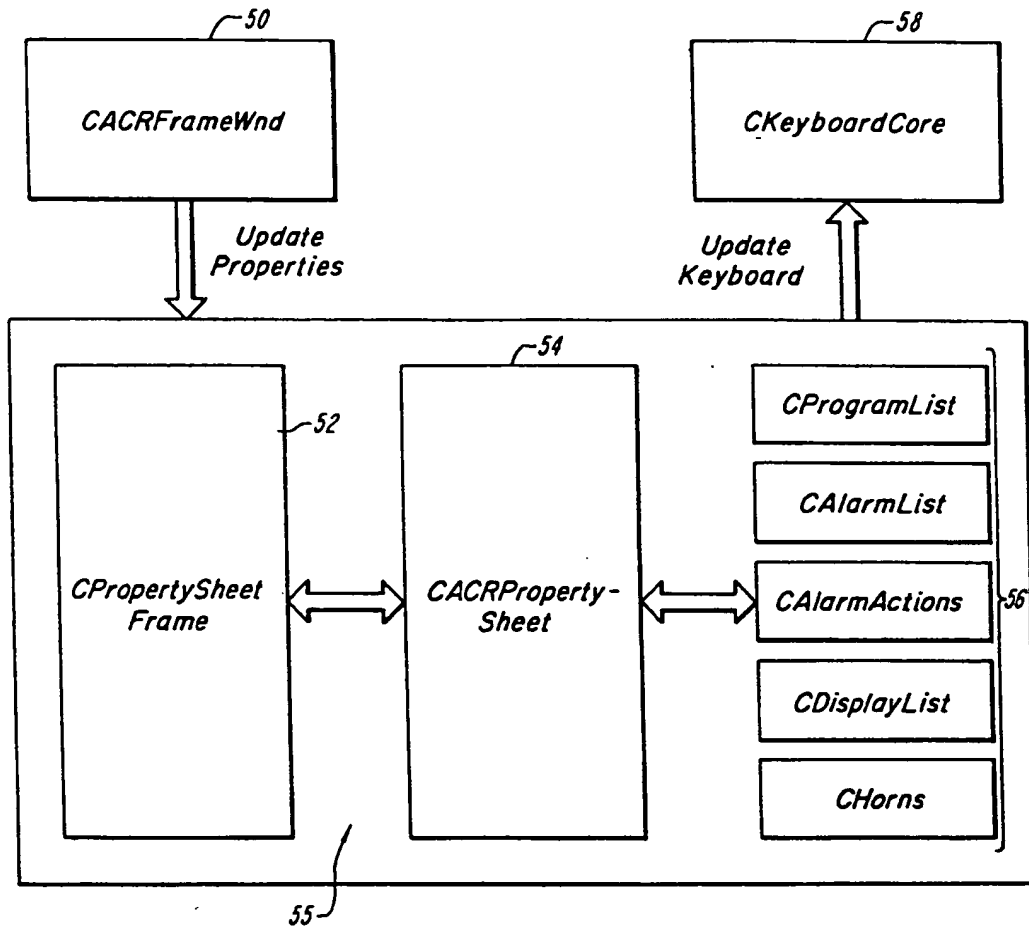 50
58
CACRFrameWnd
CKeyboardCore
Update
Properties
Update
Keyboard
54
52
CPropertySheet
Frame
CACRProperty-
Sheet
CProgramList
CAlarmList
CAlarmActions
CDisplayList
CHorns
56
55